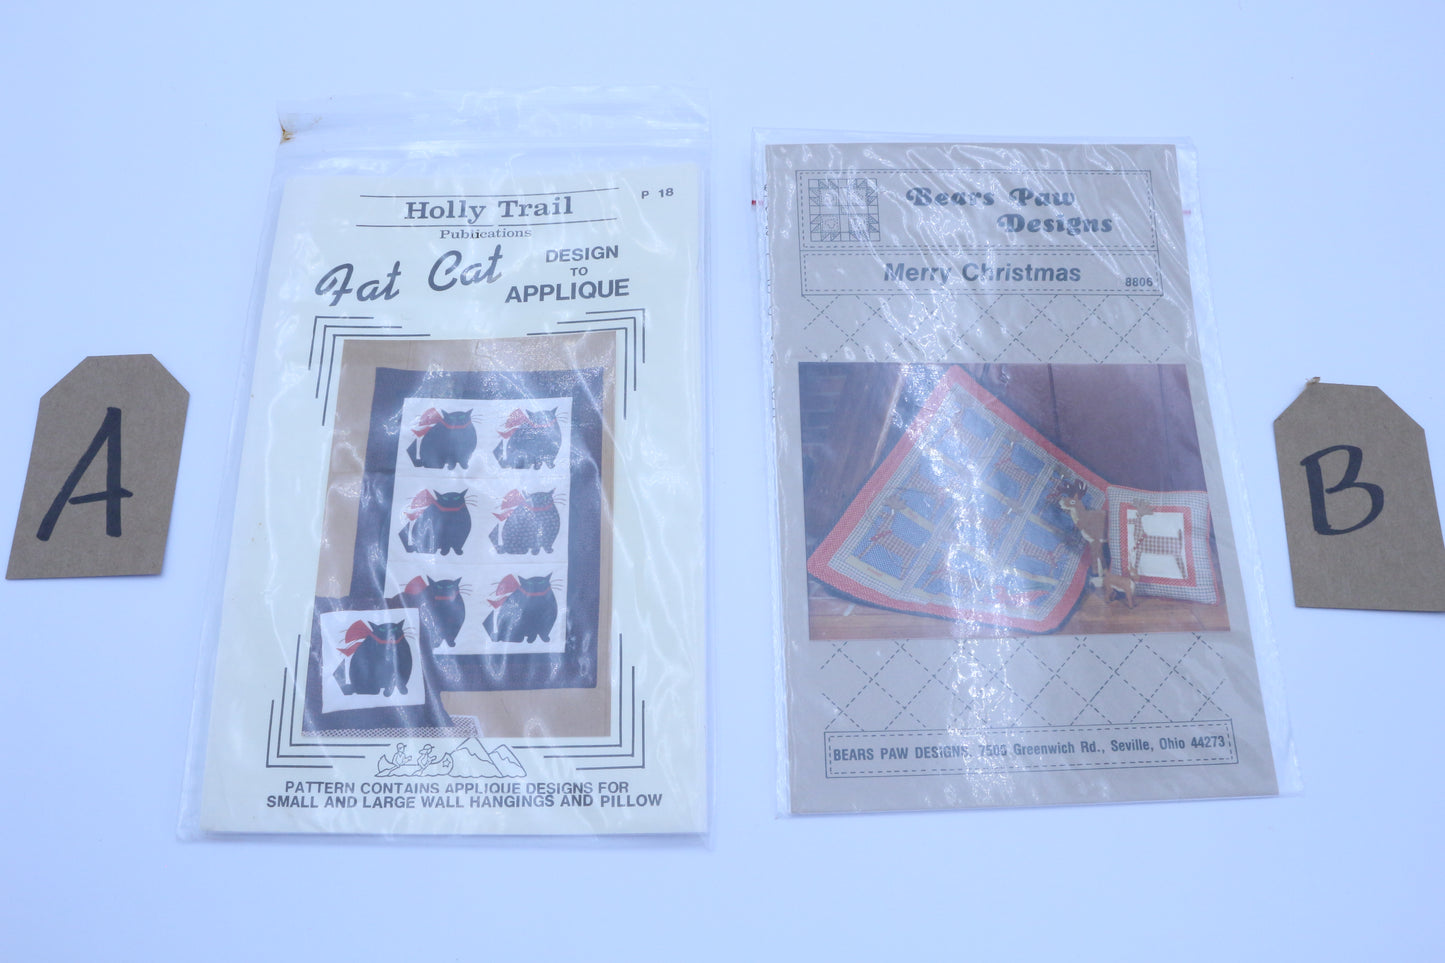 A
P 18
Holly Trail
Publications
Fat Cat
DESIGN
TO
APPLIQUE
PATTERN CONTAINS APPLIQUE DESIGNS FOR
SMALL AND LARGE WALL HANGINGS AND PILLOW
Bears Paw
Designs
Merry Christmas
8806
BEARS PAW DESIGNS, 7500 Greenwich Rd., Seville, Ohio 44273
B